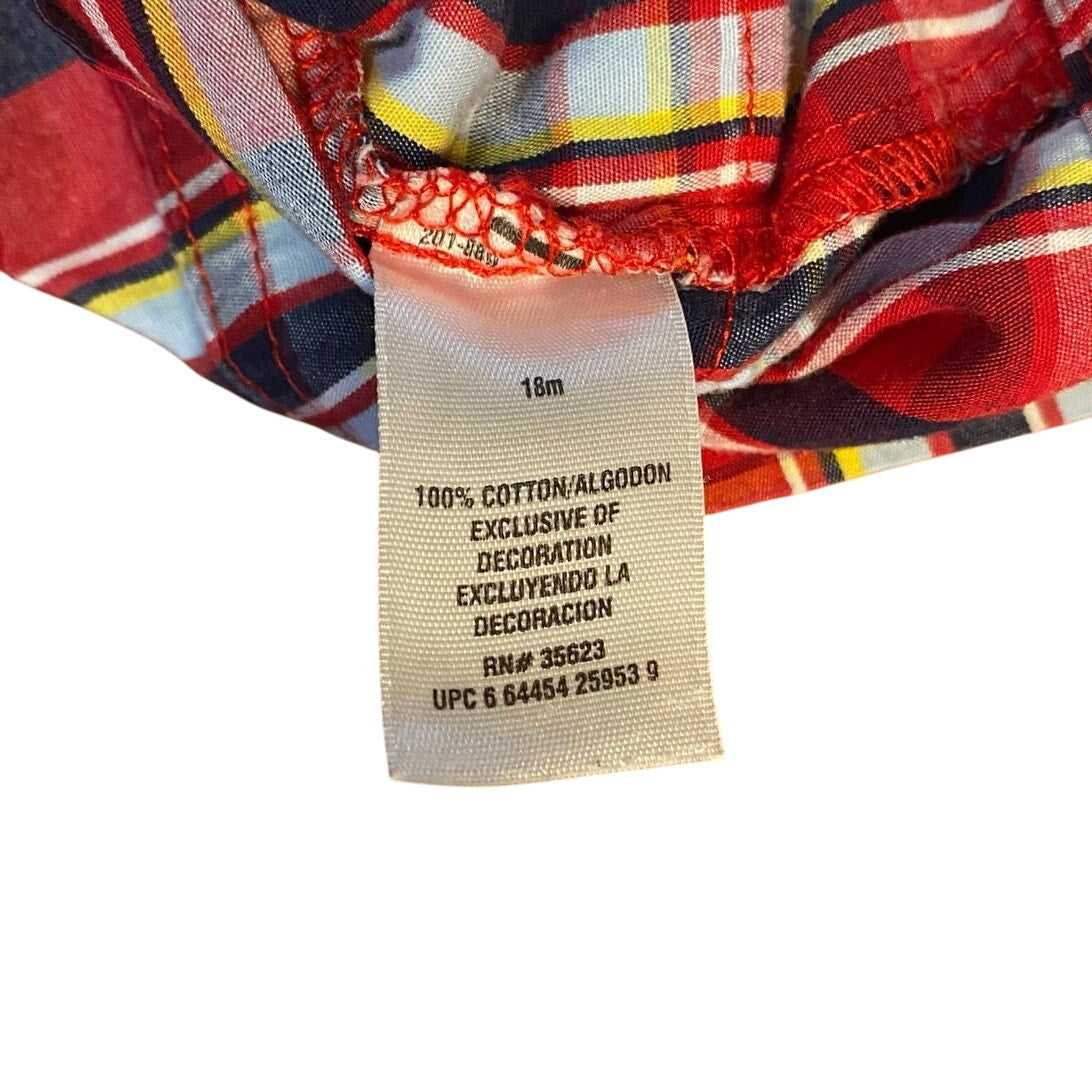 18m
100% COTTON/ALGODON
EXCLUSIVE OF
DECORATION
EXCLUYENDO LA
DECORACION
RN# 35623
UPC 6 64454 25953 9